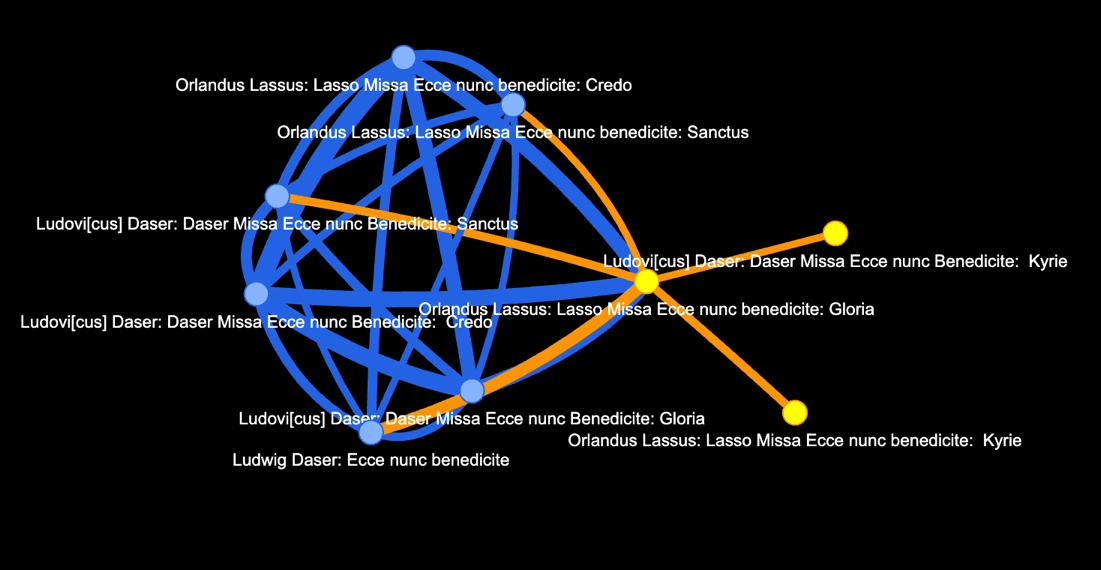 Orlandus Lassus: Lasso Missa Ecce nunc benedicite: Credo
Orlandus Lassus: Lasso Missa Ecce nunc benedicite: Sanctus
Ludovi[cus] Daser: Daser Missa Ecce nunc Benedicite: Sanctus
Ludovi[cus] Daser: Daser Missa Ecce nunc Benedicite:  Kyrie
Orlandus Lassus: Lasso Missa Ecce nunc benedicite: Gloria
Ludovi[cus] Daser: Daser Missa Ecce nunc Benedicite:  Credo
Ludovi[cus] Daser: Daser Missa Ecce nunc Benedicite: Gloria
Orlandus Lassus: Lasso Missa Ecce nunc benedicite:  Kyrie
Ludwig Daser: Ecce nunc benedicite